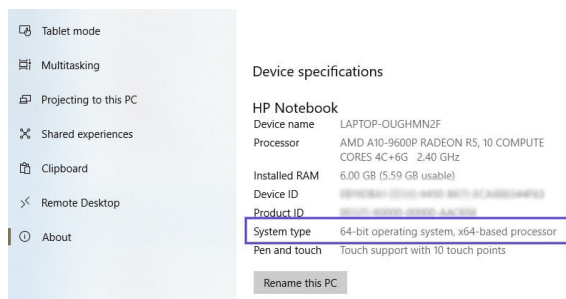 Tablet mode
Multitasking
Projecting to this PC
Shared experiences
Clipboard
Remote Desktop
About
Device specifications
HP Notebook
Device name LAPTOP-OUGHMN2F
Processor AMD A10-9600P RADEON R5, 10 COMPUTE
CORES 4C+6G 2.40 GHz
Installed RAM 6.00 GB (5.59 GB usable)
Device ID
Product ID
System type 64-bit operating system, x64-based processor
Pen and touch Touch support with 10 touch points
Rename this PC